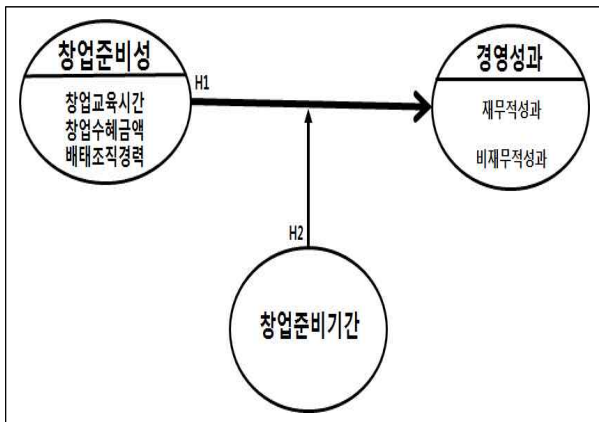 창업준비성
창업교육시간
창업수혜금액
배태조직경력
H1
경영성과
재무적성과
비재무적성과
H2
창업준비기간